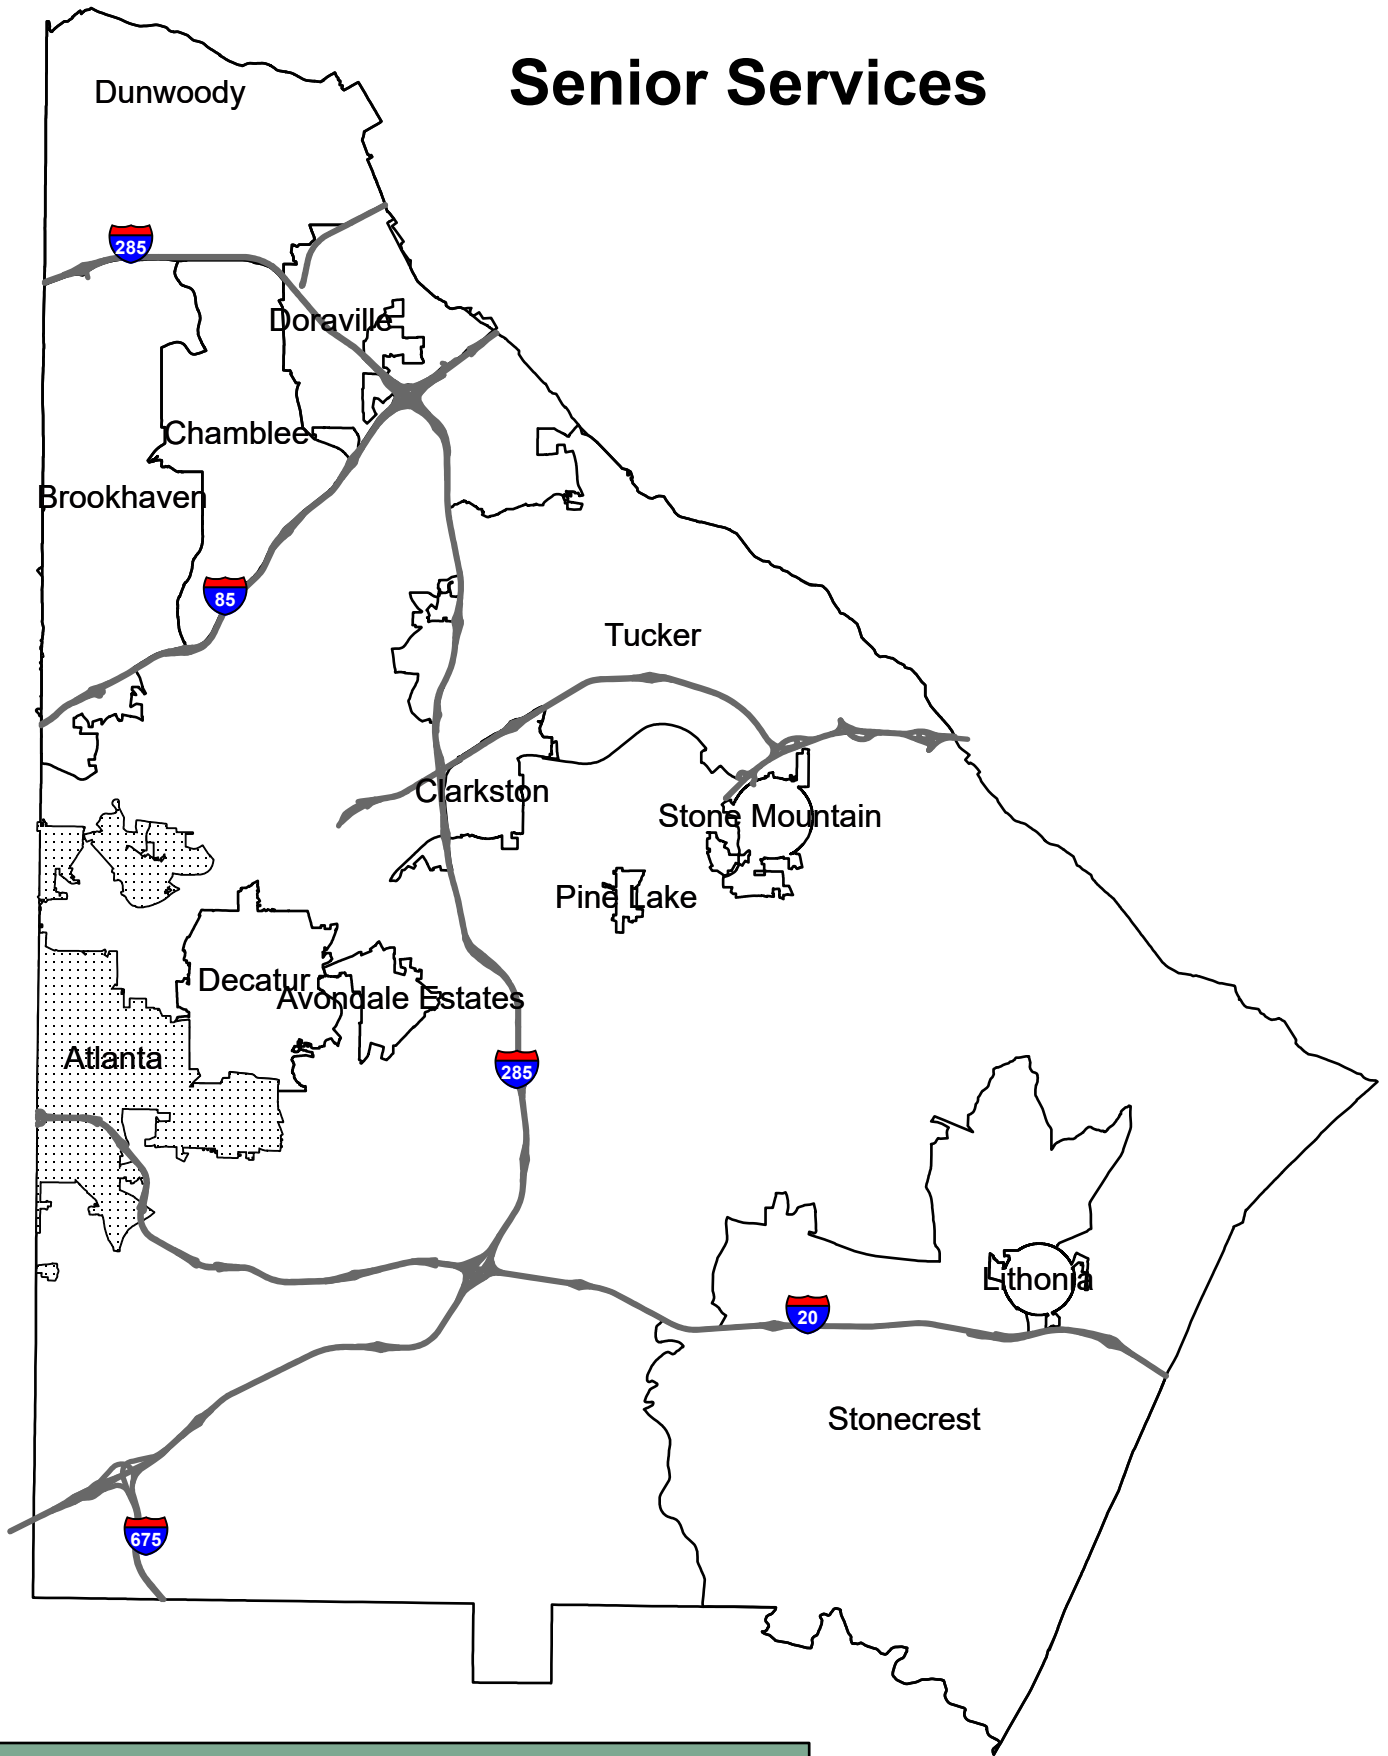 Senior Services
Dunwoody
285
Doraville
Chamblee
Brookhaven
85
Tucker
Clarkston
Stone Mountain
Pine Lake
Decatur
Avondale Estates
Atlanta
285
Lithonia
20
Stonecrest
675